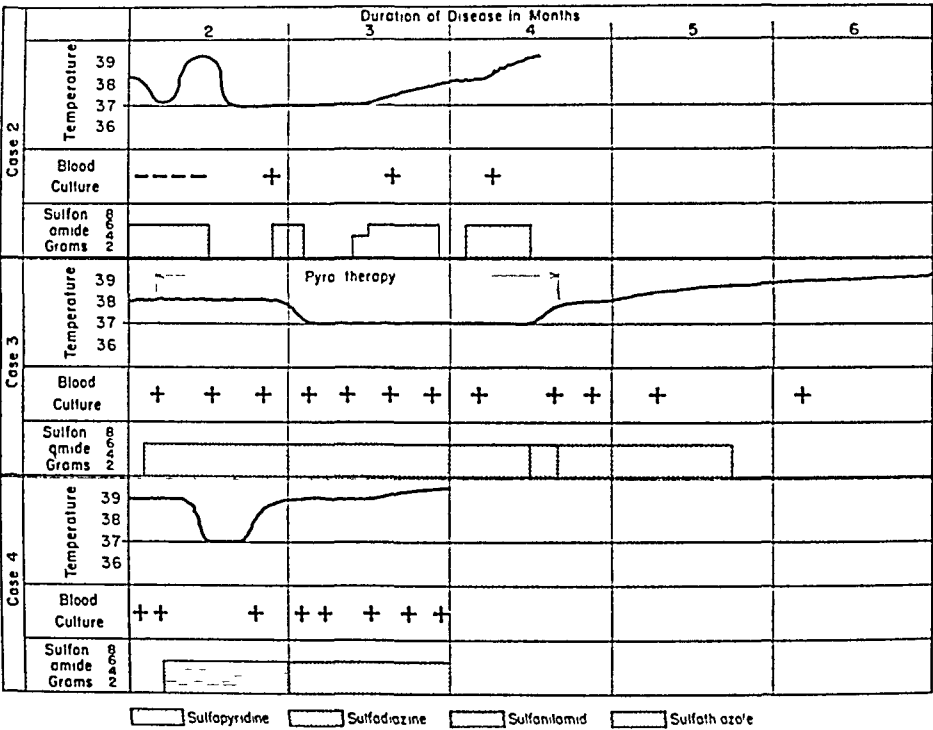 Duration of Disease in Months
2 3 4 5 6
Case 2
Temperature
39
38
37
36
Blood
Culture
---- + + +
Sulfon 8
amide 6
4
Grams 2
Case 3
Temperature
39
38
37
36
Pyro therapy
Blood
Culture
+ + + + + + + + + + + +
Sulfon 8
amide 6
4
Grams 2
Case 4
Temperature
39
38
37
36
Blood
Culture
+ + + + + + + +
Sulfon 8
amide 6
4
Grams 2
Sulfapyridine Sulfadiazine Sulfanilamid Sulfath azo'e